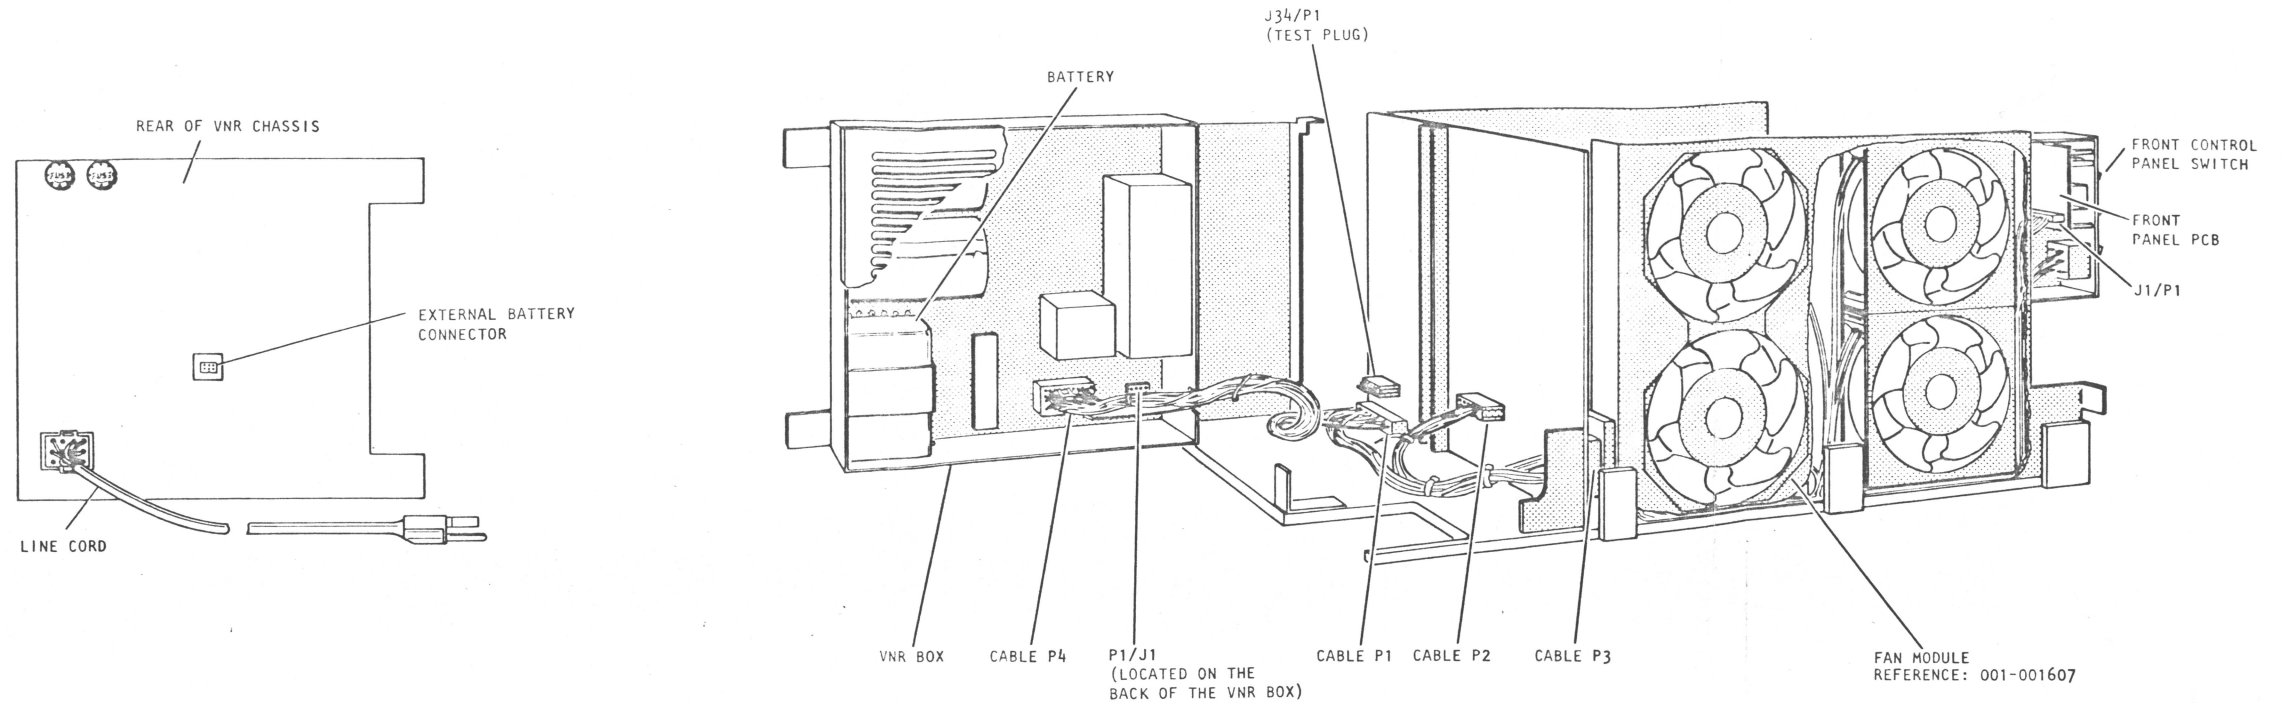 REAR OF VNR CHASSIS
FUSE
FUSE
EXTERNAL BATTERY
CONNECTOR
LINE CORD
J34/P1
(TEST PLUG)
BATTERY
FRONT CONTROL
PANEL SWITCH
FRONT
PANEL PCB
J1/P1
VNR BOX
CABLE P4
P1/J1
(LOCATED ON THE
BACK OF THE VNR BOX)
CABLE P1
CABLE P2
CABLE P3
FAN MODULE
REFERENCE: 001-001607